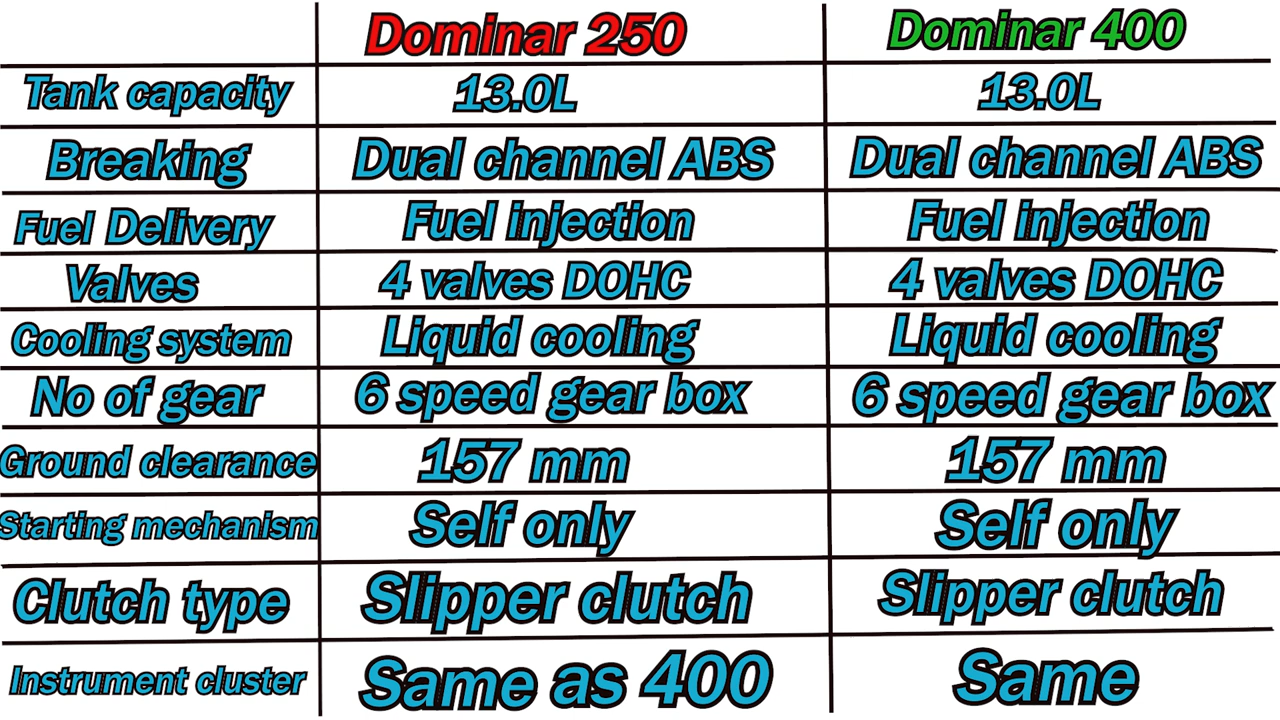 Dominar 250 Dominar 400
Tank capacity 13.0L 13.0L
Breaking Dual channel ABS Dual channel ABS
Fuel Delivery Fuel injection Fuel injection
Valves 4 valves DOHC 4 valves DOHC
Cooling system Liquid cooling Liquid cooling
No of gear 6 speed gear box 6 speed gear box
Ground clearance 157 mm 157 mm
Starting mechanism Self only Self only
Clutch type Slipper clutch Slipper clutch
Instrument cluster Same as 400 Same